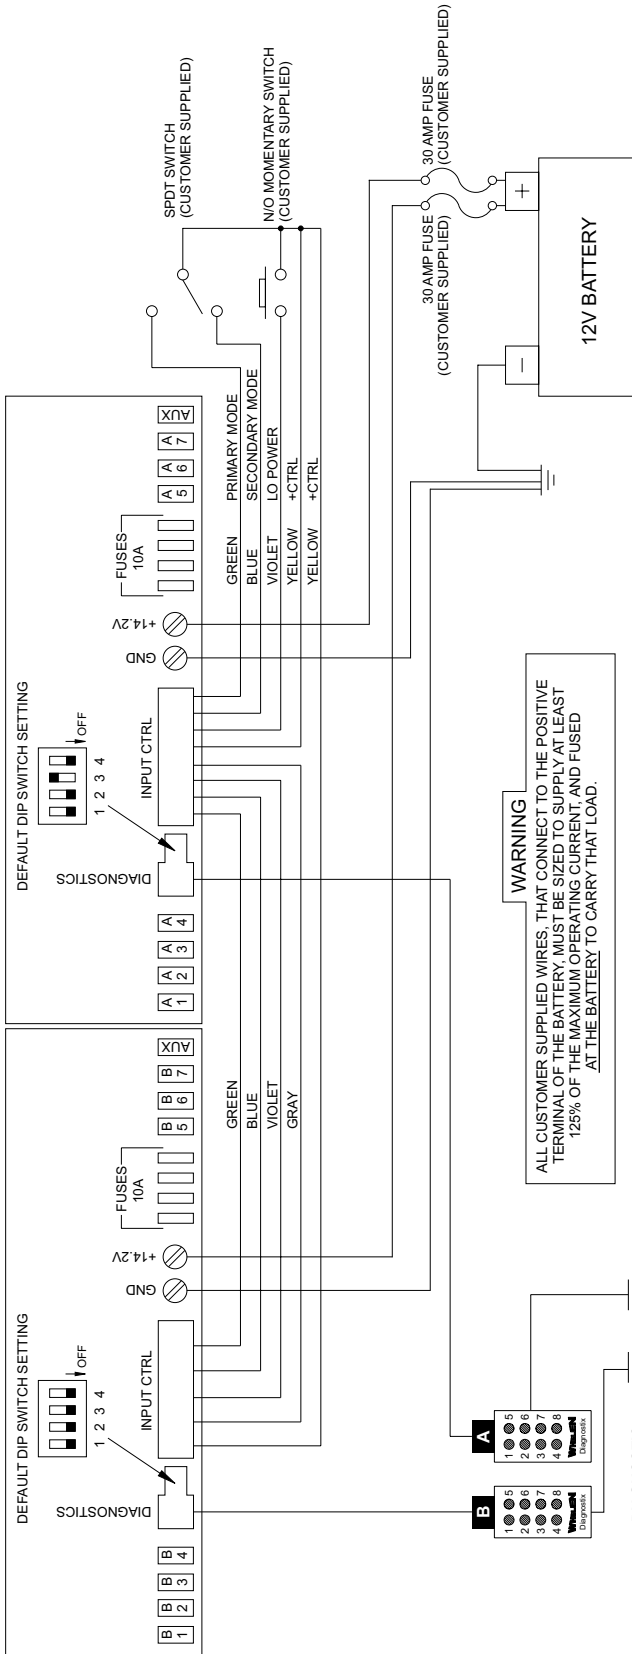 DEFAULT DIP SWITCH SETTING
1 2 3 4
OFF
DIAGNOSTICS
INPUT CTRL
GND
+14.2V
FUSES
10A
B 1
B 2
B 3
B 4
B 5
B 6
B 7
AUX
DEFAULT DIP SWITCH SETTING
1 2 3 4
OFF
DIAGNOSTICS
INPUT CTRL
GND
+14.2V
FUSES
10A
A 1
A 2
A 3
A 4
A 5
A 6
A 7
AUX
GREEN
BLUE
VIOLET
GRAY
GREEN PRIMARY MODE
BLUE SECONDARY MODE
VIOLET LO POWER
YELLOW +CTRL
YELLOW +CTRL
SPDT SWITCH
(CUSTOMER SUPPLIED)
N/O MOMENTARY SWITCH
(CUSTOMER SUPPLIED)
30 AMP FUSE
(CUSTOMER SUPPLIED)
30 AMP FUSE
(CUSTOMER SUPPLIED)
+
–
12V BATTERY
WARNING
ALL CUSTOMER SUPPLIED WIRES, THAT CONNECT TO THE POSITIVE
TERMINAL OF THE BATTERY, MUST BE SIZED TO SUPPLY AT LEAST
125% OF THE MAXIMUM OPERATING CURRENT, AND FUSED
AT THE BATTERY TO CARRY THAT LOAD.
B
1 5
2 6
3 7
4 8
WHELEN
Diagnostix
A
1 5
2 6
3 7
4 8
WHELEN
Diagnostix